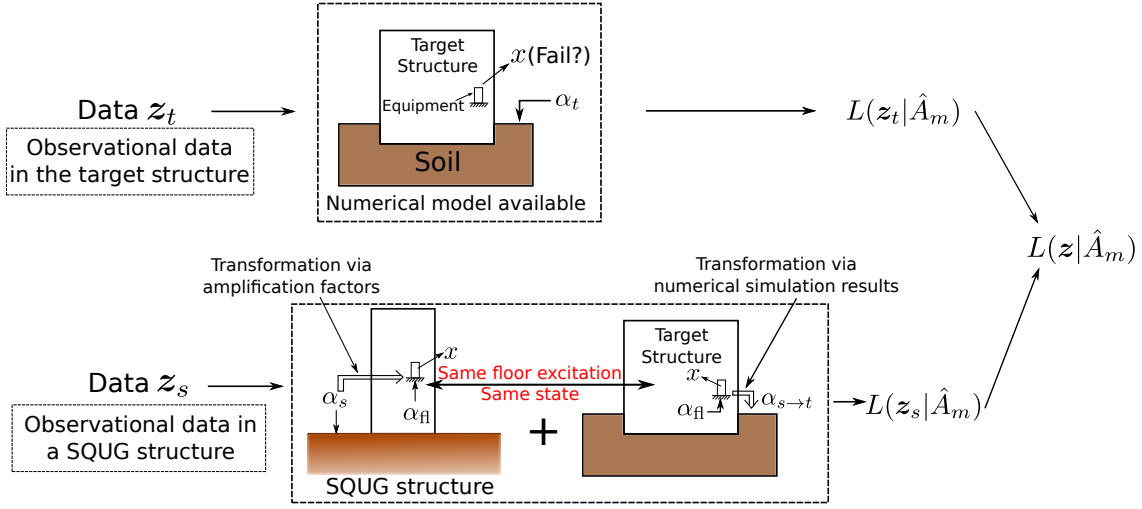 Data z_t
Observational data
in the target structure
Target
Structure
x(Fail?)
Equipment
α_t
Soil
Numerical model available
L(z_t|Â_m)
L(z|Â_m)
Transformation via
amplification factors
Transformation via
numerical simulation results
Data z_s
Observational data in
a SQUG structure
α_s
x
α_fl
Same floor excitation
Same state
SQUG structure
+
Target
Structure
x
α_fl
α_{s→t}
L(z_s|Â_m)